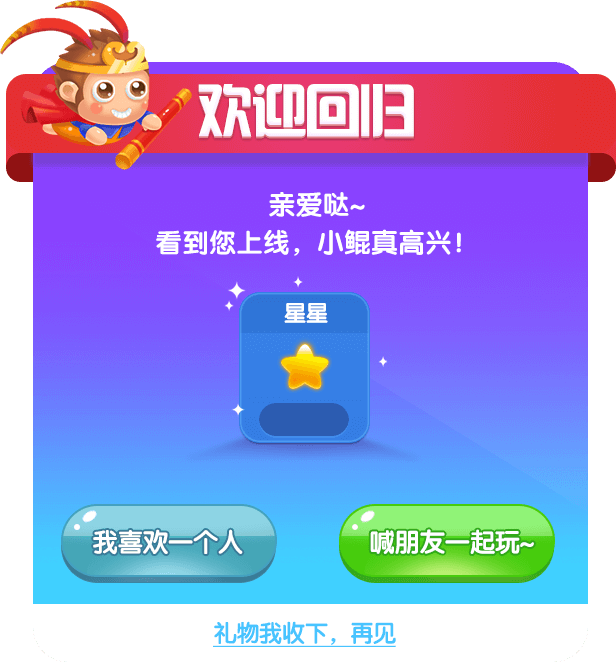 欢迎回归
亲爱哒~
看到您上线，小鲲真高兴！
星星
我喜欢一个人
喊朋友一起玩~
礼物我收下，再见